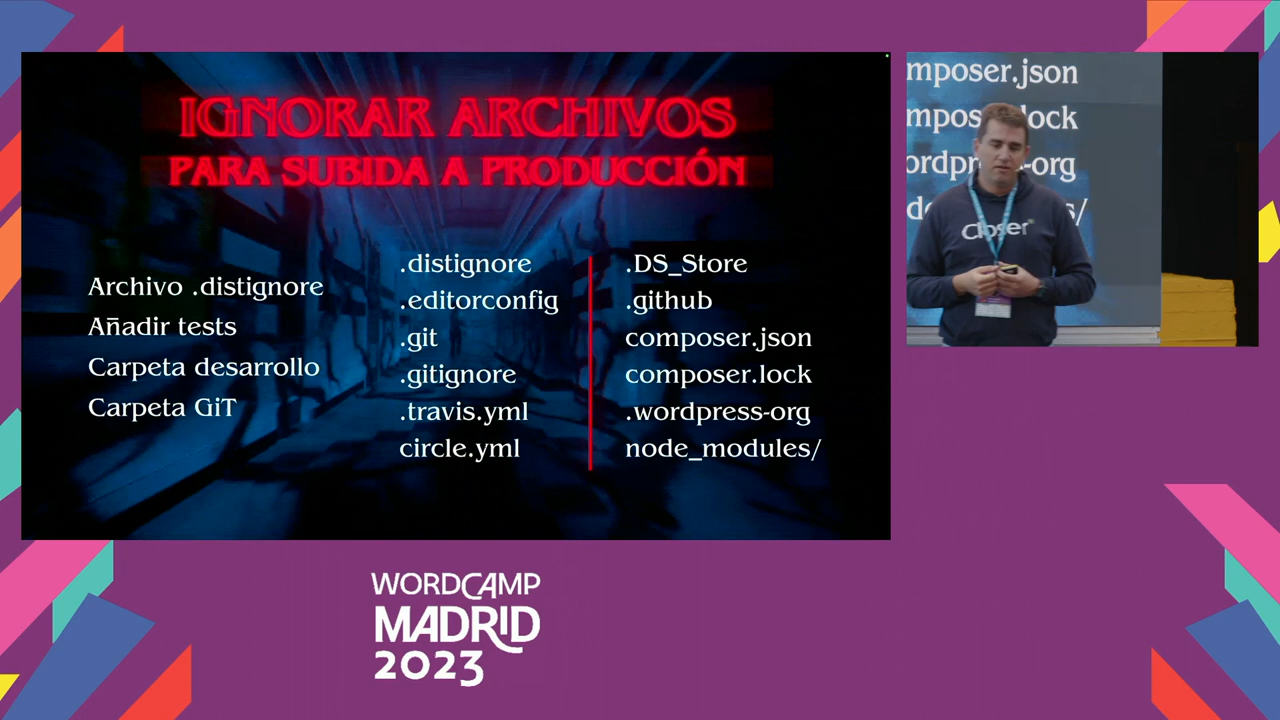 IGNORAR ARCHIVOS
PARA SUBIDA A PRODUCCIÓN
Archivo .distignore
Añadir tests
Carpeta desarrollo
Carpeta GiT
.distignore
.editorconfig
.git
.gitignore
.travis.yml
circle.yml
.DS_Store
.github
composer.json
composer.lock
.wordpress-org
node_modules/
mposer.json
lock
-org
s/
Closer
WORDCAMP
MADRID
2023